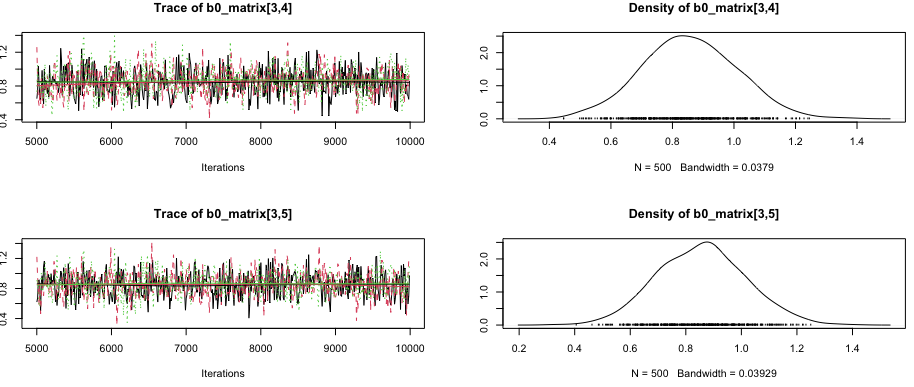 Trace of b0_matrix[3,4]
0.4 0.8 1.2
5000 6000 7000 8000 9000 10000
Iterations
Density of b0_matrix[3,4]
0.0 1.0 2.0
0.4 0.6 0.8 1.0 1.2 1.4
N = 500 Bandwidth = 0.0379
Trace of b0_matrix[3,5]
0.4 0.8 1.2
5000 6000 7000 8000 9000 10000
Iterations
Density of b0_matrix[3,5]
0.0 1.0 2.0
0.2 0.4 0.6 0.8 1.0 1.2 1.4
N = 500 Bandwidth = 0.03929